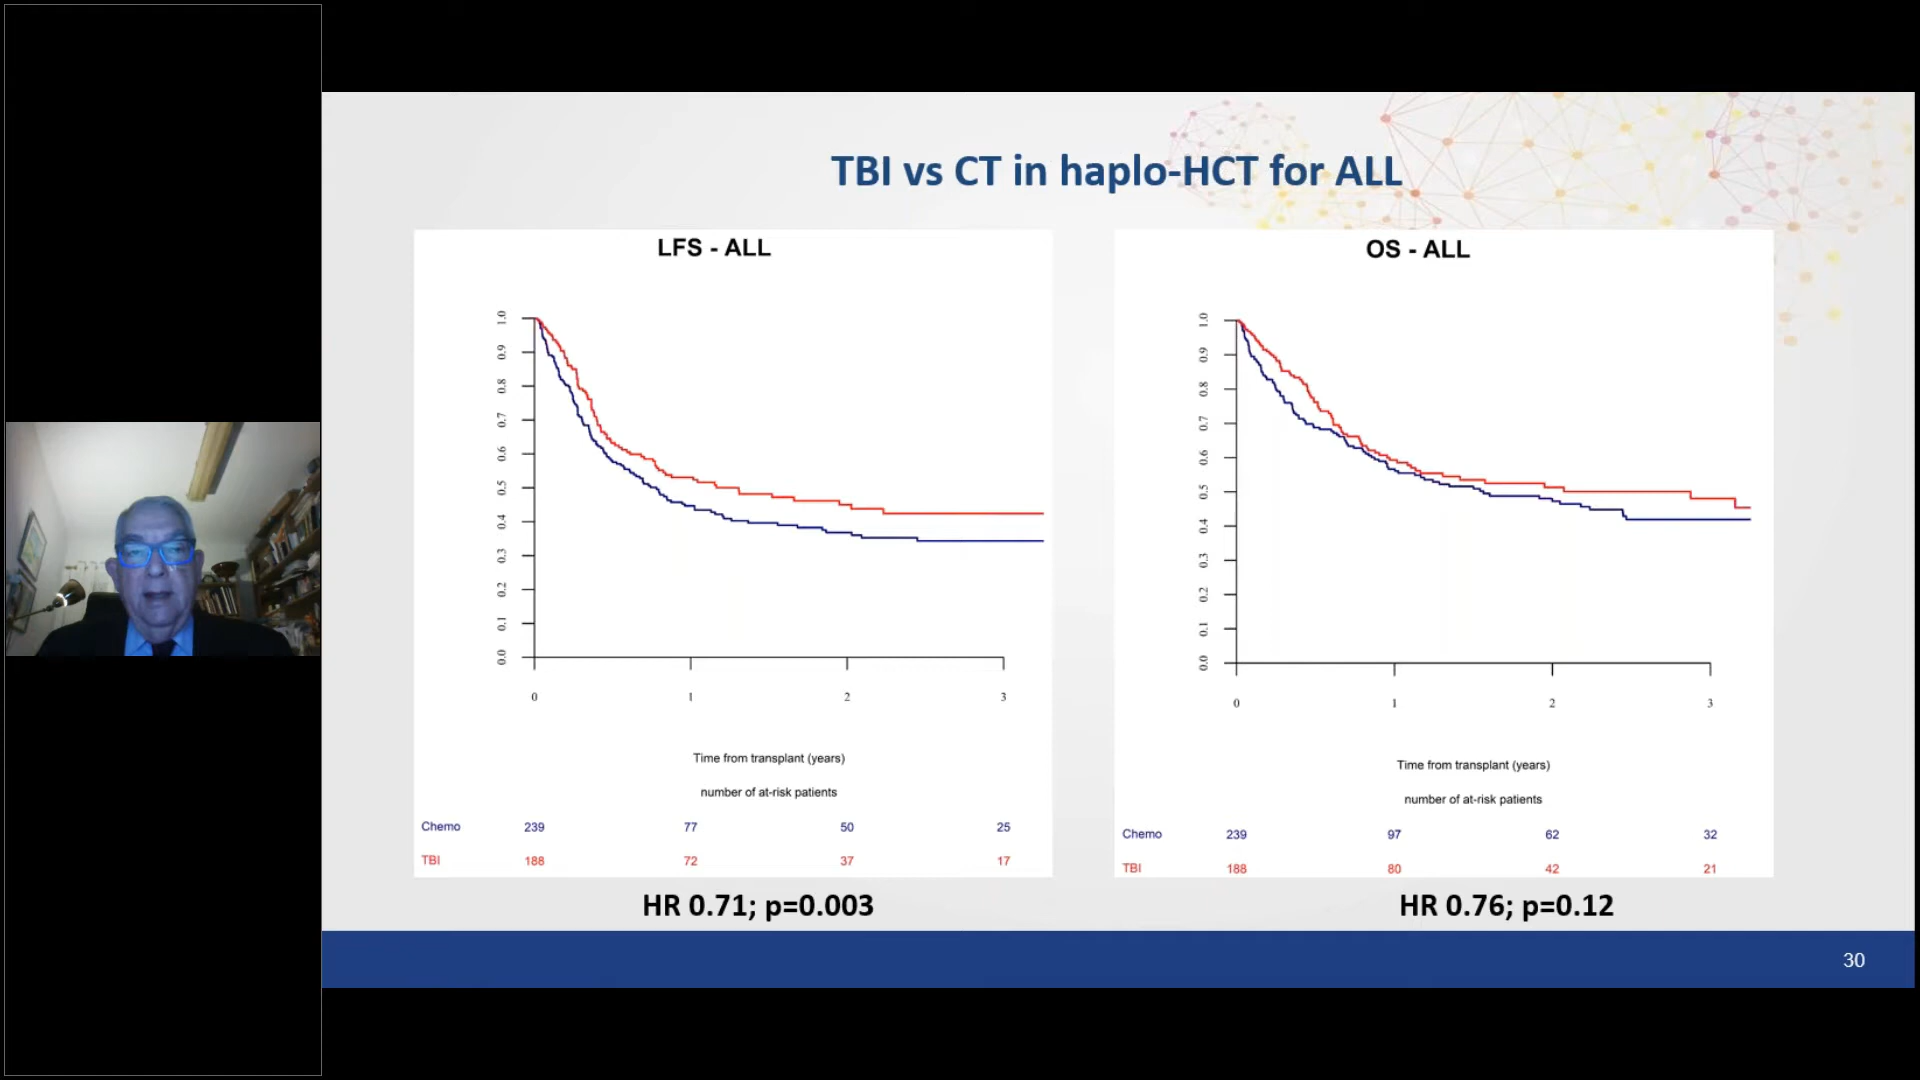 TBI vs CT in haplo-HCT for ALL
LFS - ALL
1.0
0.9
0.8
0.7
0.6
0.5
0.4
0.3
0.2
0.1
0.0
0 1 2 3
Time from transplant (years)
number of at-risk patients
Chemo 239 77 50 25
TBI 188 72 37 17
HR 0.71; p=0.003
OS - ALL
1.0
0.9
0.8
0.7
0.6
0.5
0.4
0.3
0.2
0.1
0.0
0 1 2 3
Time from transplant (years)
number of at-risk patients
Chemo 239 97 62 32
TBI 188 80 42 21
HR 0.76; p=0.12
30